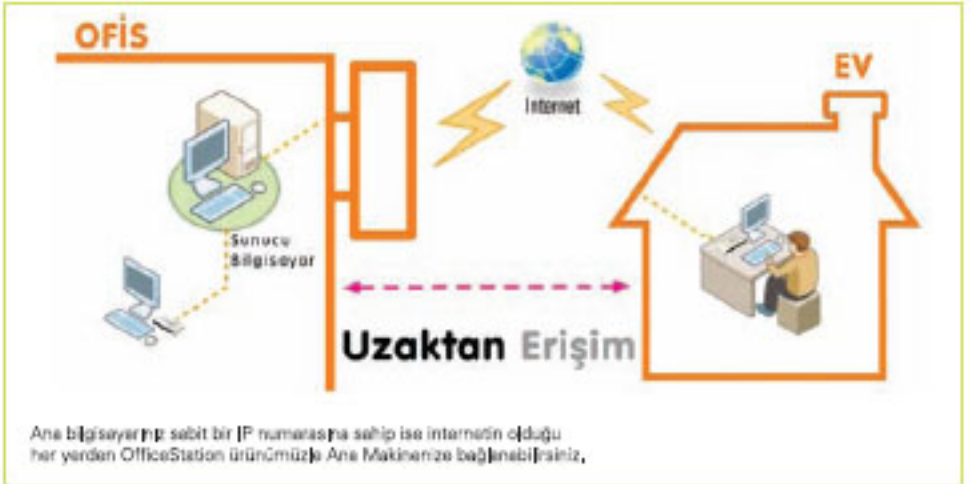 OFİS
EV
İnternet
Sunucu
Bilgisayar
Uzaktan Erişim
Ana bilgisayarınız sabit bir IP numarasına sahip ise internetin olduğu
her yerden OfficeStation ürünümüzle Ana Makinenize bağlanabilirsiniz.